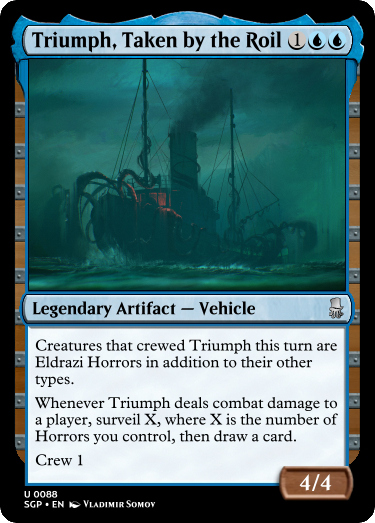 Triumph, Taken by the Roil 1
Legendary Artifact — Vehicle
Creatures that crewed Triumph this turn are
Eldrazi Horrors in addition to their other
types.
Whenever Triumph deals combat damage to
a player, surveil X, where X is the number of
Horrors you control, then draw a card.
Crew 1
4/4
U 0088
SGP • EN Vladimir Somov